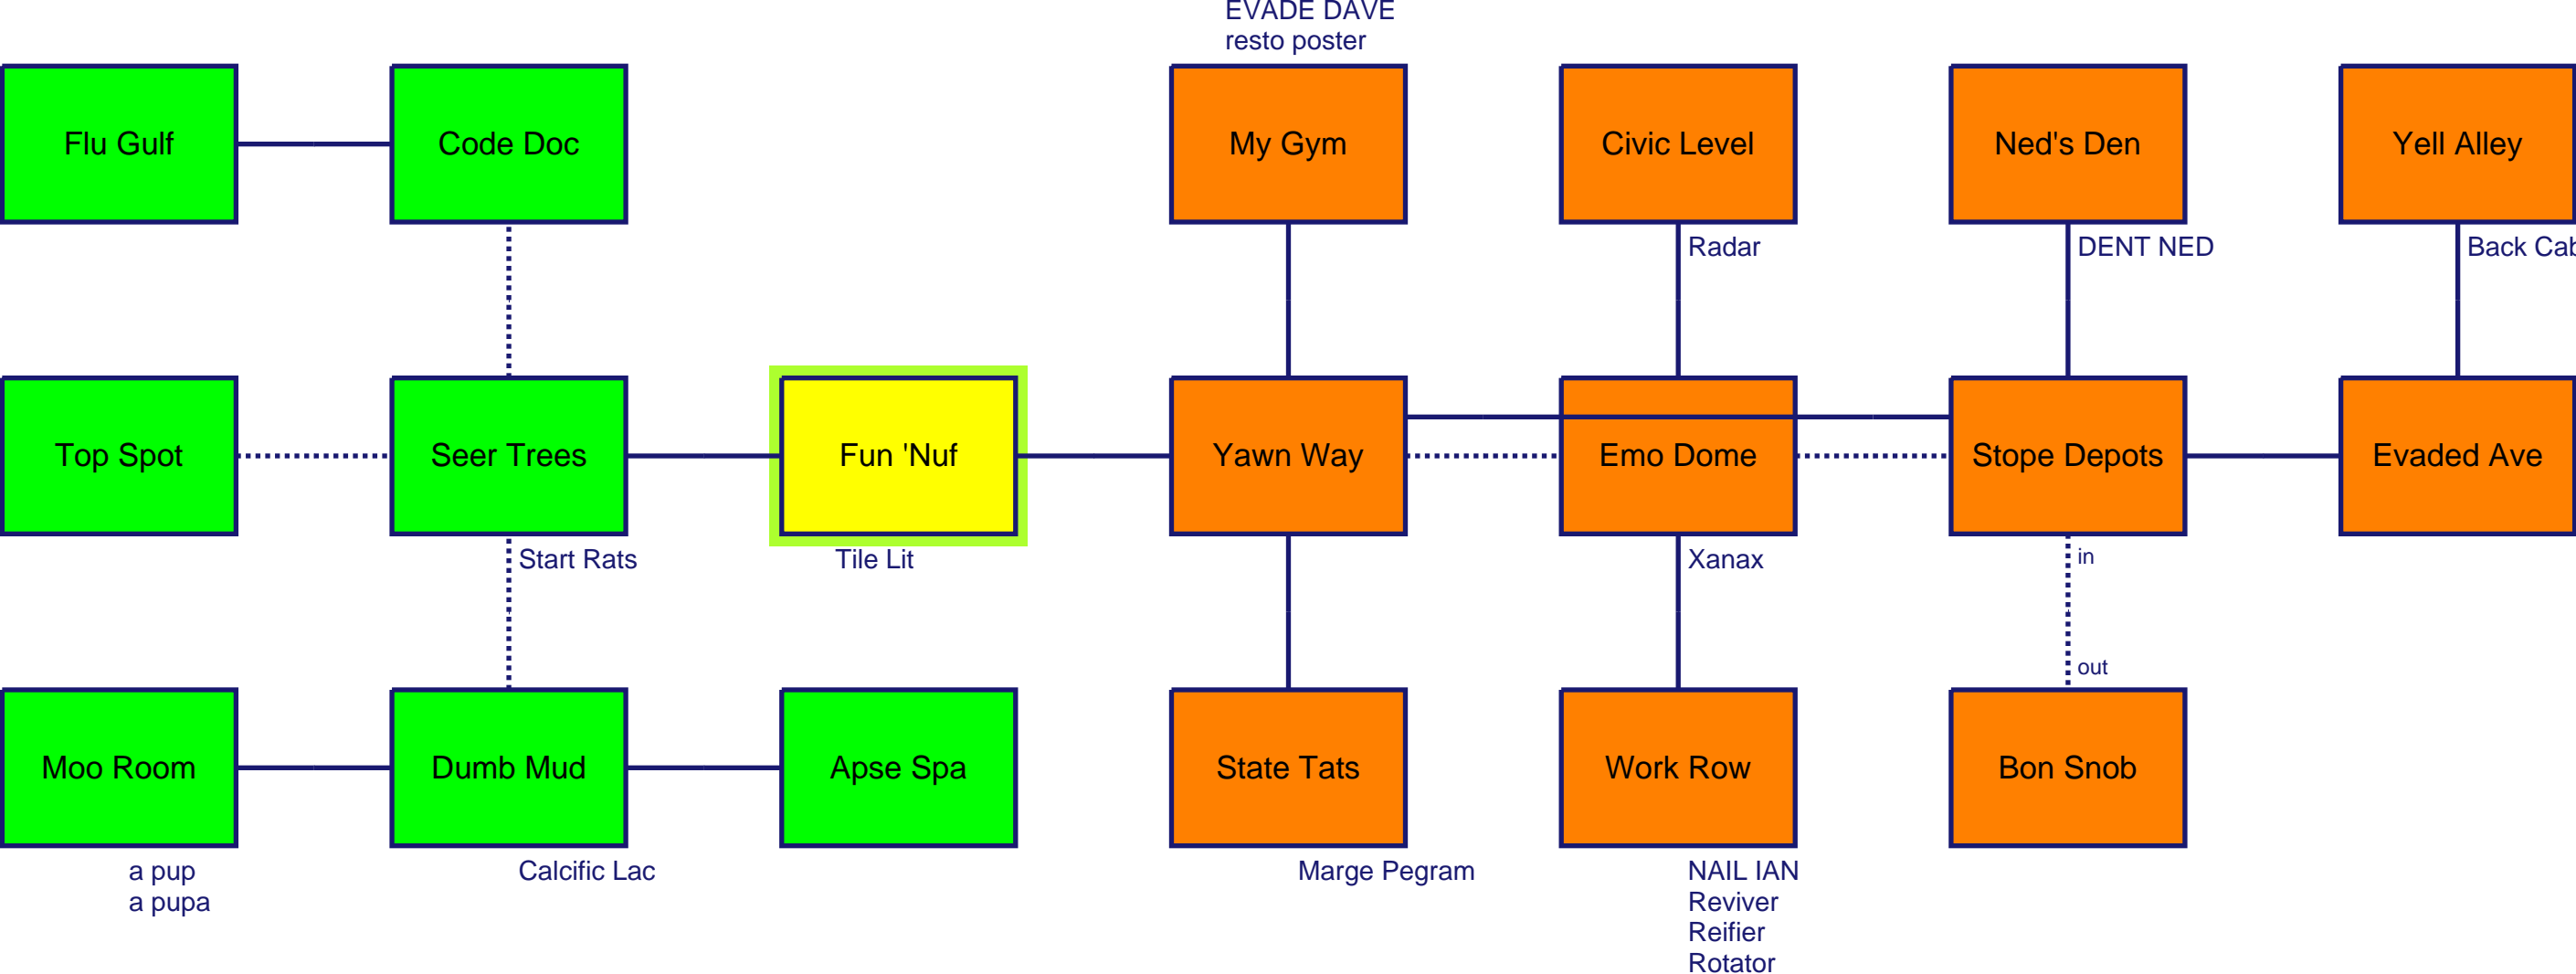 EVADE DAVE
resto poster
Flu Gulf
Code Doc
My Gym
Civic Level
Ned's Den
Yell Alley
Radar
DENT NED
Back Cab
Top Spot
Seer Trees
Fun 'Nuf
Yawn Way
Emo Dome
Stope Depots
Evaded Ave
Start Rats
Tile Lit
Xanax
in
out
Moo Room
Dumb Mud
Apse Spa
State Tats
Work Row
Bon Snob
a pup
a pupa
Calcific Lac
Marge Pegram
NAIL IAN
Reviver
Reifier
Rotator